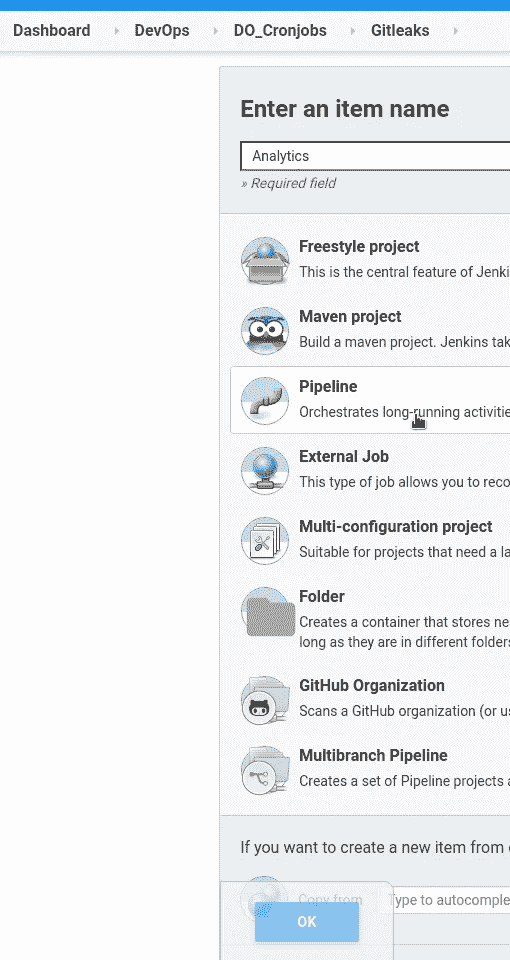 Dashboard DevOps DO_Cronjobs Gitleaks
Enter an item name
Analytics
» Required field
Freestyle project
This is the central feature of Jenki
Maven project
Build a maven project. Jenkins tak
Pipeline
Orchestrates long-running activitie
External Job
This type of job allows you to reco
Multi-configuration project
Suitable for projects that need a la
Folder
Creates a container that stores ne
long as they are in different folders
GitHub Organization
Scans a GitHub organization (or us
Multibranch Pipeline
Creates a set of Pipeline projects a
If you want to create a new item from
Copy from Type to autocomple
OK